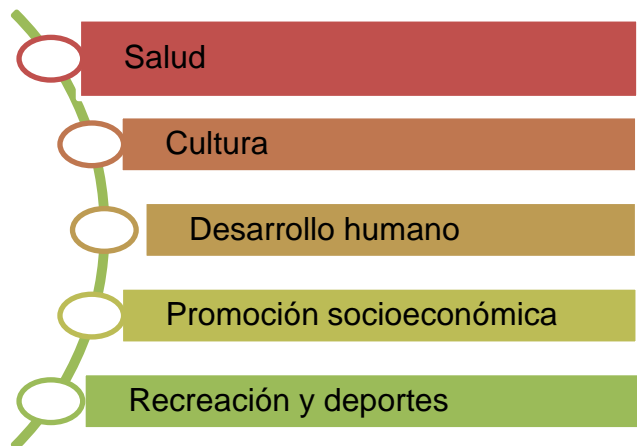 Salud
Cultura
Desarrollo humano
Promoción socioeconómica
Recreación y deportes